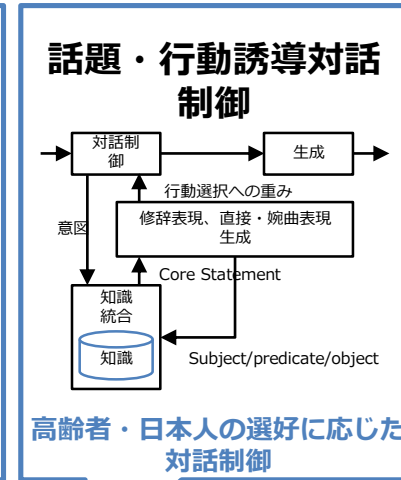 話題・行動誘導対話
制御
対話制
御
生成
行動選択への重み
意図
修辞表現、直接・婉曲表現
生成
Core Statement
知識
統合
知識
Subject/predicate/object
高齢者・日本人の選好に応じた
対話制御